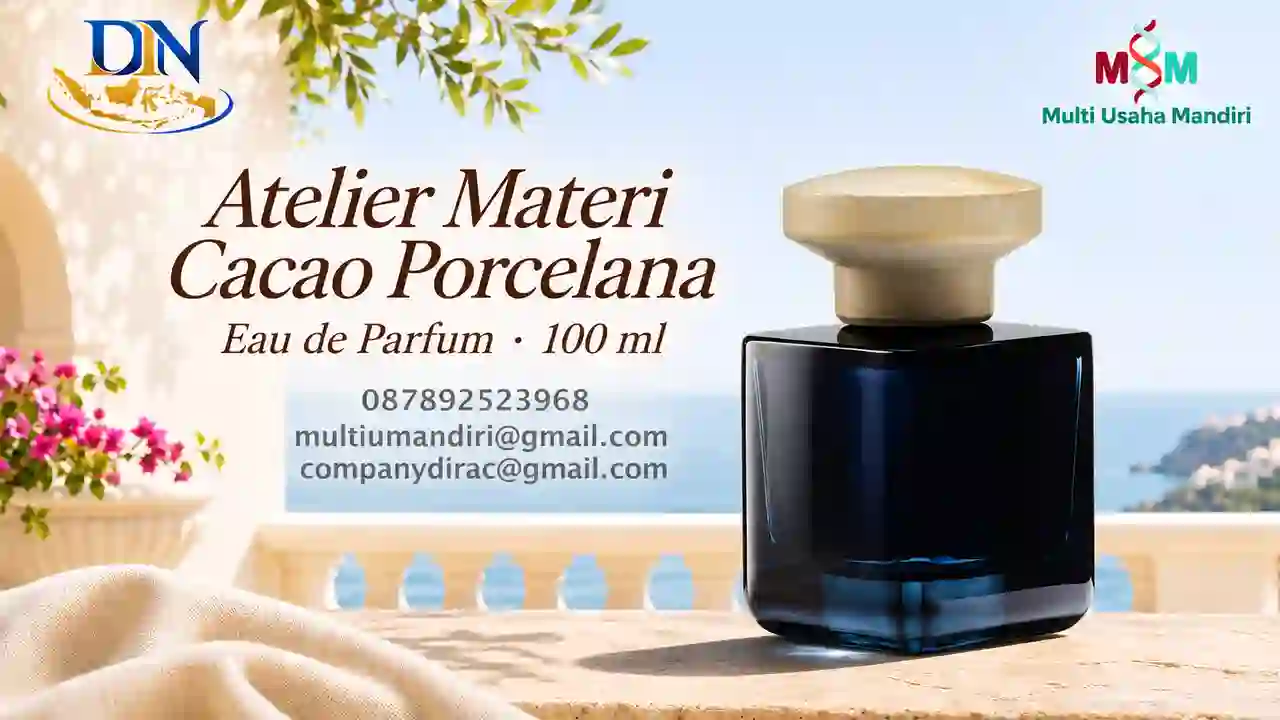 DN
MSM
Multi Usaha Mandiri
Atelier Materi
Cacao Porcelana
Eau de Parfum · 100 ml
087892523968
multiumandiri@gmail.com
companydirac@gmail.com